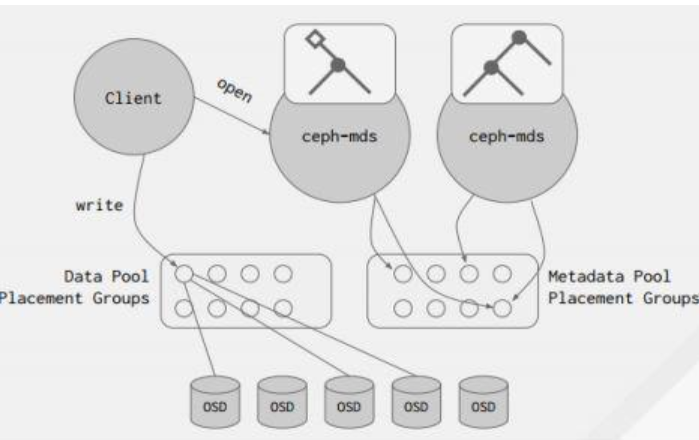 Client
open
ceph-mds
ceph-mds
write
Data Pool
Placement Groups
Metadata Pool
Placement Groups
OSD
OSD
OSD
OSD
OSD